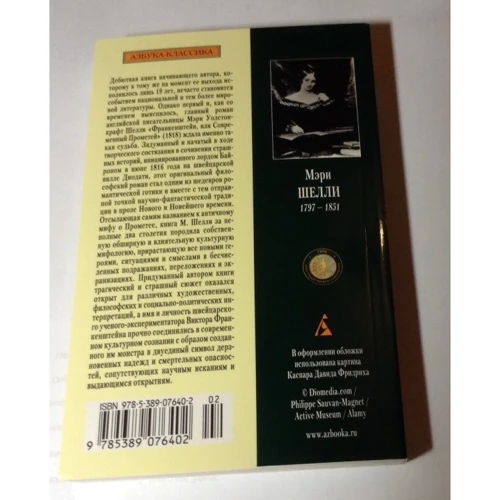 АЗБУКА-КЛАССИКА
Дебютная книга начинающего автора, ко-
торому к тому же на момент ее выхода ис-
полнилось лишь 19 лет, нечасто становится
событием национальной и тем более миро-
вой литературы. Однако первый и, как со
временем выяснилось, главный роман
английской писательницы Мэри Уолстон-
крафт Шелли «Франкенштейн, или Совре-
менный Прометей» (1818) ждала именно та-
кая судьба. Задуманный и начатый в ходе
творческого состязания в сочинении страш-
ных историй, инициированного лордом Бай-
роном в июне 1816 года на швейцарской
вилле Диодати, этот оригинальный фило-
софский роман стал одним из шедевров ро-
мантической готики и вместе с тем отправ-
ной точкой научно-фантастической тради-
ции в прозе Нового и Новейшего времени.
Отсылающая самим названием к античному
мифу о Прометее, книга М. Шелли за не-
полные два столетия породила собствен-
ную обширную и влиятельную культурную
мифологию, прирастающую все новыми ге-
роями, ситуациями и смыслами в бесчис-
ленных подражаниях, переложениях и эк-
ранизациях. Придуманный автором книги
трагический и страшный сюжет оказался
открыт для различных художественных,
философских и социально-политических ин-
терпретаций, а имя и личность швейцарско-
го ученого-экспериментатора Виктора Фран-
кенштейна прочно соединились в современ-
ном культурном сознании с образом создан-
ного им монстра в двуединый символ дерз-
новенных надежд и смертельных опаснос-
тей, сопутствующих научным исканиям и
выдающимся открытиям.
ISBN 978-5-389-07640-2
02
9 785389 076402
Мэри
ШЕЛЛИ
1797 – 1851
В оформлении обложки
использована картина
Каспара Давида Фридриха
© Diomedia.com /
Philippe Sauvan-Magnet /
Active Museum / Alamy
www.azbooka.ru